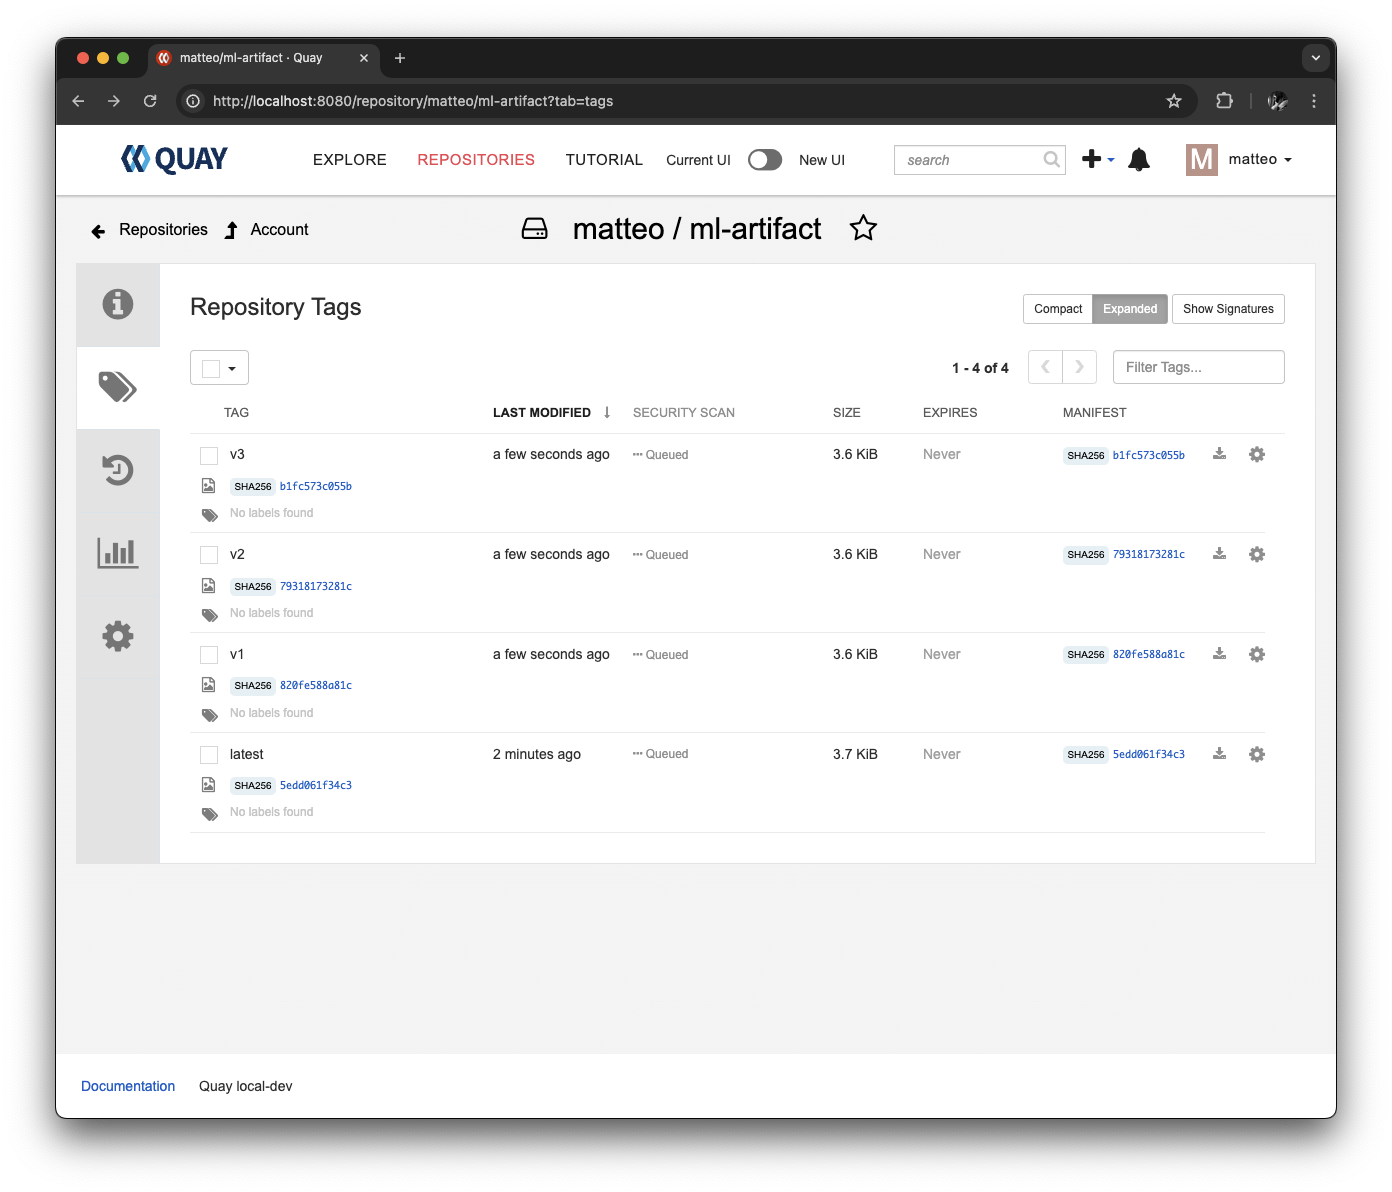 matteo/ml-artifact · Quay
http://localhost:8080/repository/matteo/ml-artifact?tab=tags
QUAY EXPLORE REPOSITORIES TUTORIAL Current UI New UI search M matteo
Repositories Account matteo / ml-artifact
Repository Tags Compact Expanded Show Signatures
1 - 4 of 4 Filter Tags...
TAG LAST MODIFIED SECURITY SCAN SIZE EXPIRES MANIFEST
v3 a few seconds ago Queued 3.6 KiB Never SHA256 b1fc573c055b
SHA256 b1fc573c055b
No labels found
v2 a few seconds ago Queued 3.6 KiB Never SHA256 79318173281c
SHA256 79318173281c
No labels found
v1 a few seconds ago Queued 3.6 KiB Never SHA256 820fe588a81c
SHA256 820fe588a81c
No labels found
latest 2 minutes ago Queued 3.7 KiB Never SHA256 5edd061f34c3
SHA256 5edd061f34c3
No labels found
Documentation Quay local-dev